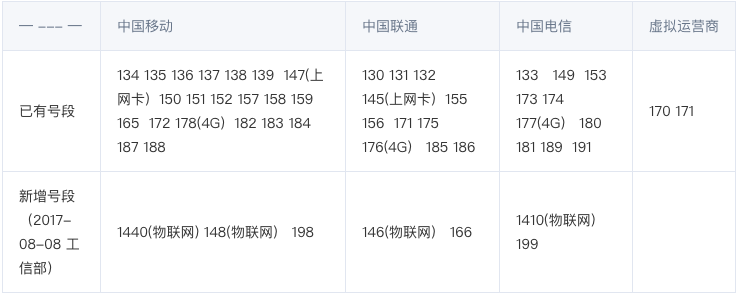 — --- — 中国移动 中国联通 中国电信 虚拟运营商
已有号段
134 135 136 137 138 139 147(上
网卡) 150 151 152 157 158 159
165 172 178(4G) 182 183 184
187 188
130 131 132
145(上网卡) 155
156 171 175
176(4G) 185 186
133 149 153
173 174
177(4G) 180
181 189 191
170 171
新增号段
（2017-
08-08 工
信部）
1440(物联网) 148(物联网) 198
146(物联网) 166
1410(物联网)
199